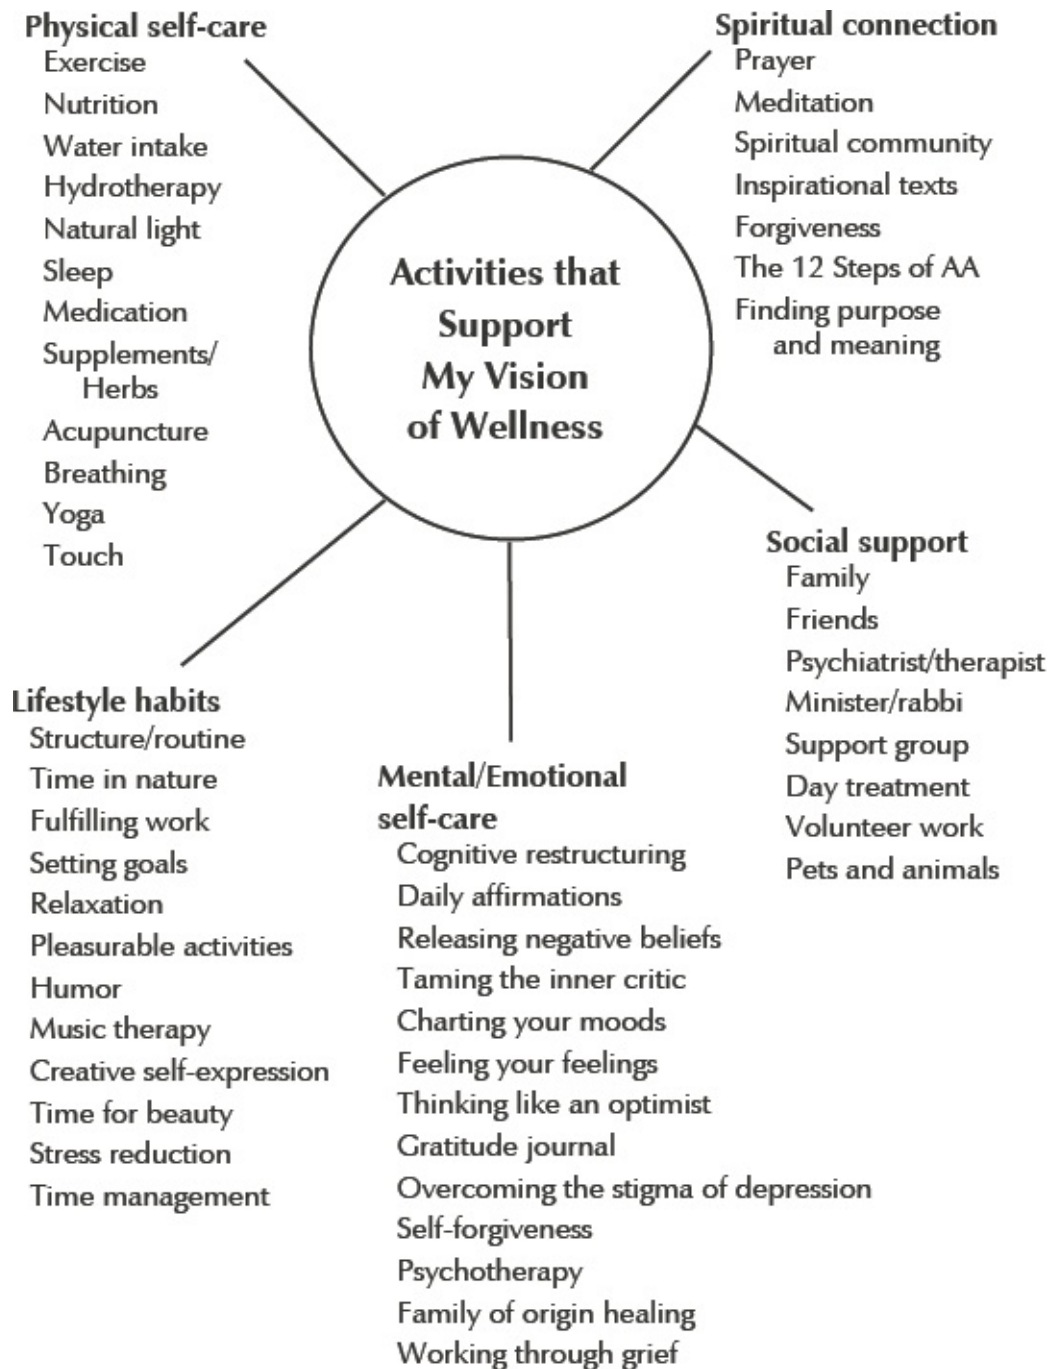 Physical self-care
Exercise
Nutrition
Water intake
Hydrotherapy
Natural light
Sleep
Medication
Supplements/
Herbs
Acupuncture
Breathing
Yoga
Touch
Spiritual connection
Prayer
Meditation
Spiritual community
Inspirational texts
Forgiveness
The 12 Steps of AA
Finding purpose
and meaning
Activities that
Support
My Vision
of Wellness
Social support
Family
Friends
Psychiatrist/therapist
Minister/rabbi
Support group
Day treatment
Volunteer work
Pets and animals
Lifestyle habits
Structure/routine
Time in nature
Fulfilling work
Setting goals
Relaxation
Pleasurable activities
Humor
Music therapy
Creative self-expression
Time for beauty
Stress reduction
Time management
Mental/Emotional
self-care
Cognitive restructuring
Daily affirmations
Releasing negative beliefs
Taming the inner critic
Charting your moods
Feeling your feelings
Thinking like an optimist
Gratitude journal
Overcoming the stigma of depression
Self-forgiveness
Psychotherapy
Family of origin healing
Working through grief